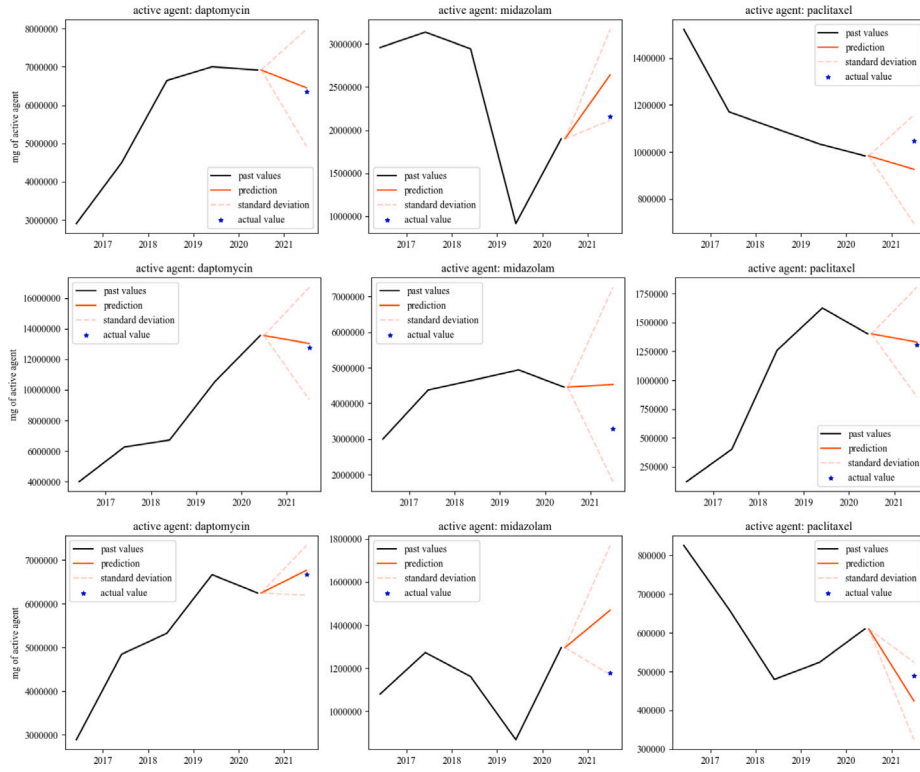 active agent: daptomycin
mg of active agent
8000000
7000000
6000000
5000000
4000000
3000000
past values
prediction
standard deviation
actual value
2017 2018 2019 2020 2021
active agent: midazolam
3000000
2500000
2000000
1500000
1000000
past values
prediction
standard deviation
actual value
2017 2018 2019 2020 2021
active agent: paclitaxel
1400000
1200000
1000000
800000
past values
prediction
standard deviation
actual value
2017 2018 2019 2020 2021
active agent: daptomycin
mg of active agent
16000000
14000000
12000000
10000000
8000000
6000000
4000000
past values
prediction
standard deviation
actual value
2017 2018 2019 2020 2021
active agent: midazolam
7000000
6000000
5000000
4000000
3000000
2000000
past values
prediction
standard deviation
actual value
2017 2018 2019 2020 2021
active agent: paclitaxel
1750000
1500000
1250000
1000000
750000
500000
250000
past values
prediction
standard deviation
actual value
2017 2018 2019 2020 2021
active agent: daptomycin
mg of active agent
7000000
6000000
5000000
4000000
3000000
past values
prediction
standard deviation
actual value
2017 2018 2019 2020 2021
active agent: midazolam
1800000
1600000
1400000
1200000
1000000
past values
prediction
standard deviation
actual value
2017 2018 2019 2020 2021
active agent: paclitaxel
800000
700000
600000
500000
400000
300000
past values
prediction
standard deviation
actual value
2017 2018 2019 2020 2021